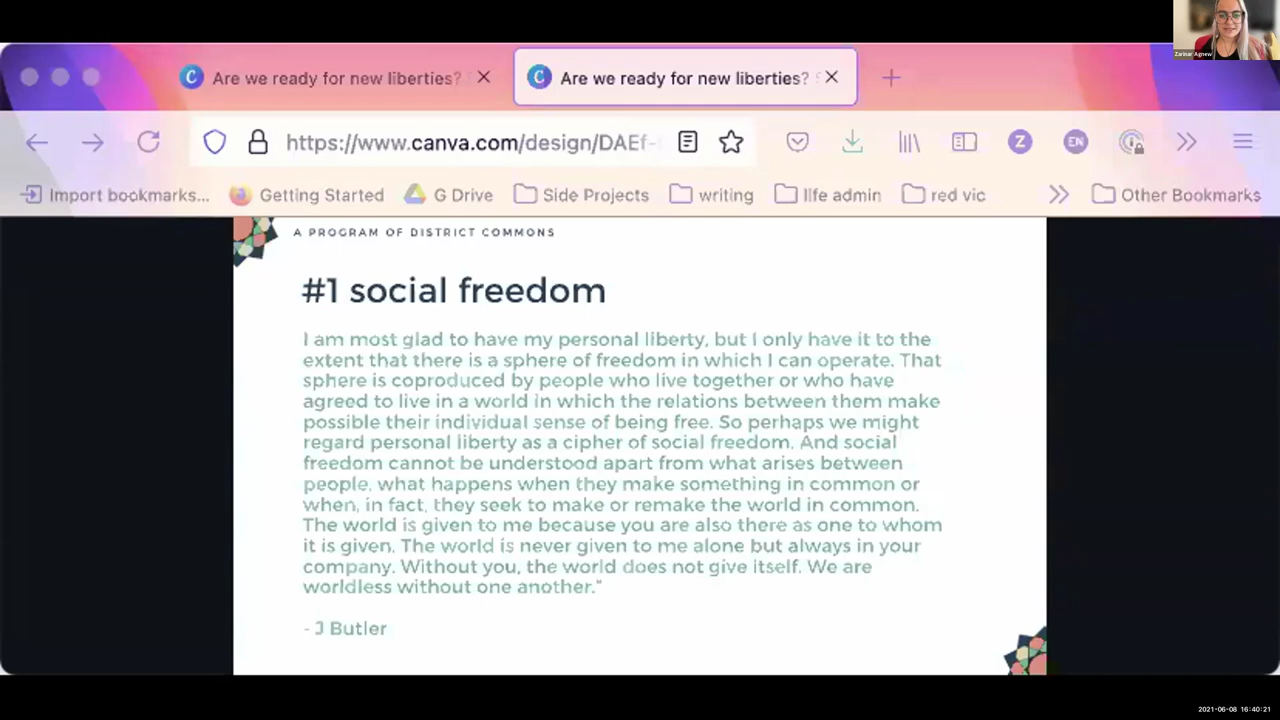 Zarinah Agnew
Are we ready for new liberties?
Are we ready for new liberties?
https://www.canva.com/design/DAEf-
Z
EN
Import bookmarks...
Getting Started
G Drive
Side Projects
writing
life admin
red vic
Other Bookmarks
A PROGRAM OF DISTRICT COMMONS
#1 social freedom
I am most glad to have my personal liberty, but I only have it to the
extent that there is a sphere of freedom in which I can operate. That
sphere is coproduced by people who live together or who have
agreed to live in a world in which the relations between them make
possible their individual sense of being free. So perhaps we might
regard personal liberty as a cipher of social freedom. And social
freedom cannot be understood apart from what arises between
people, what happens when they make something in common or
when, in fact, they seek to make or remake the world in common.
The world is given to me because you are also there as one to whom
it is given. The world is never given to me alone but always in your
company. Without you, the world does not give itself. We are
worldless without one another."
- J Butler
2021-06-08 16:40:21